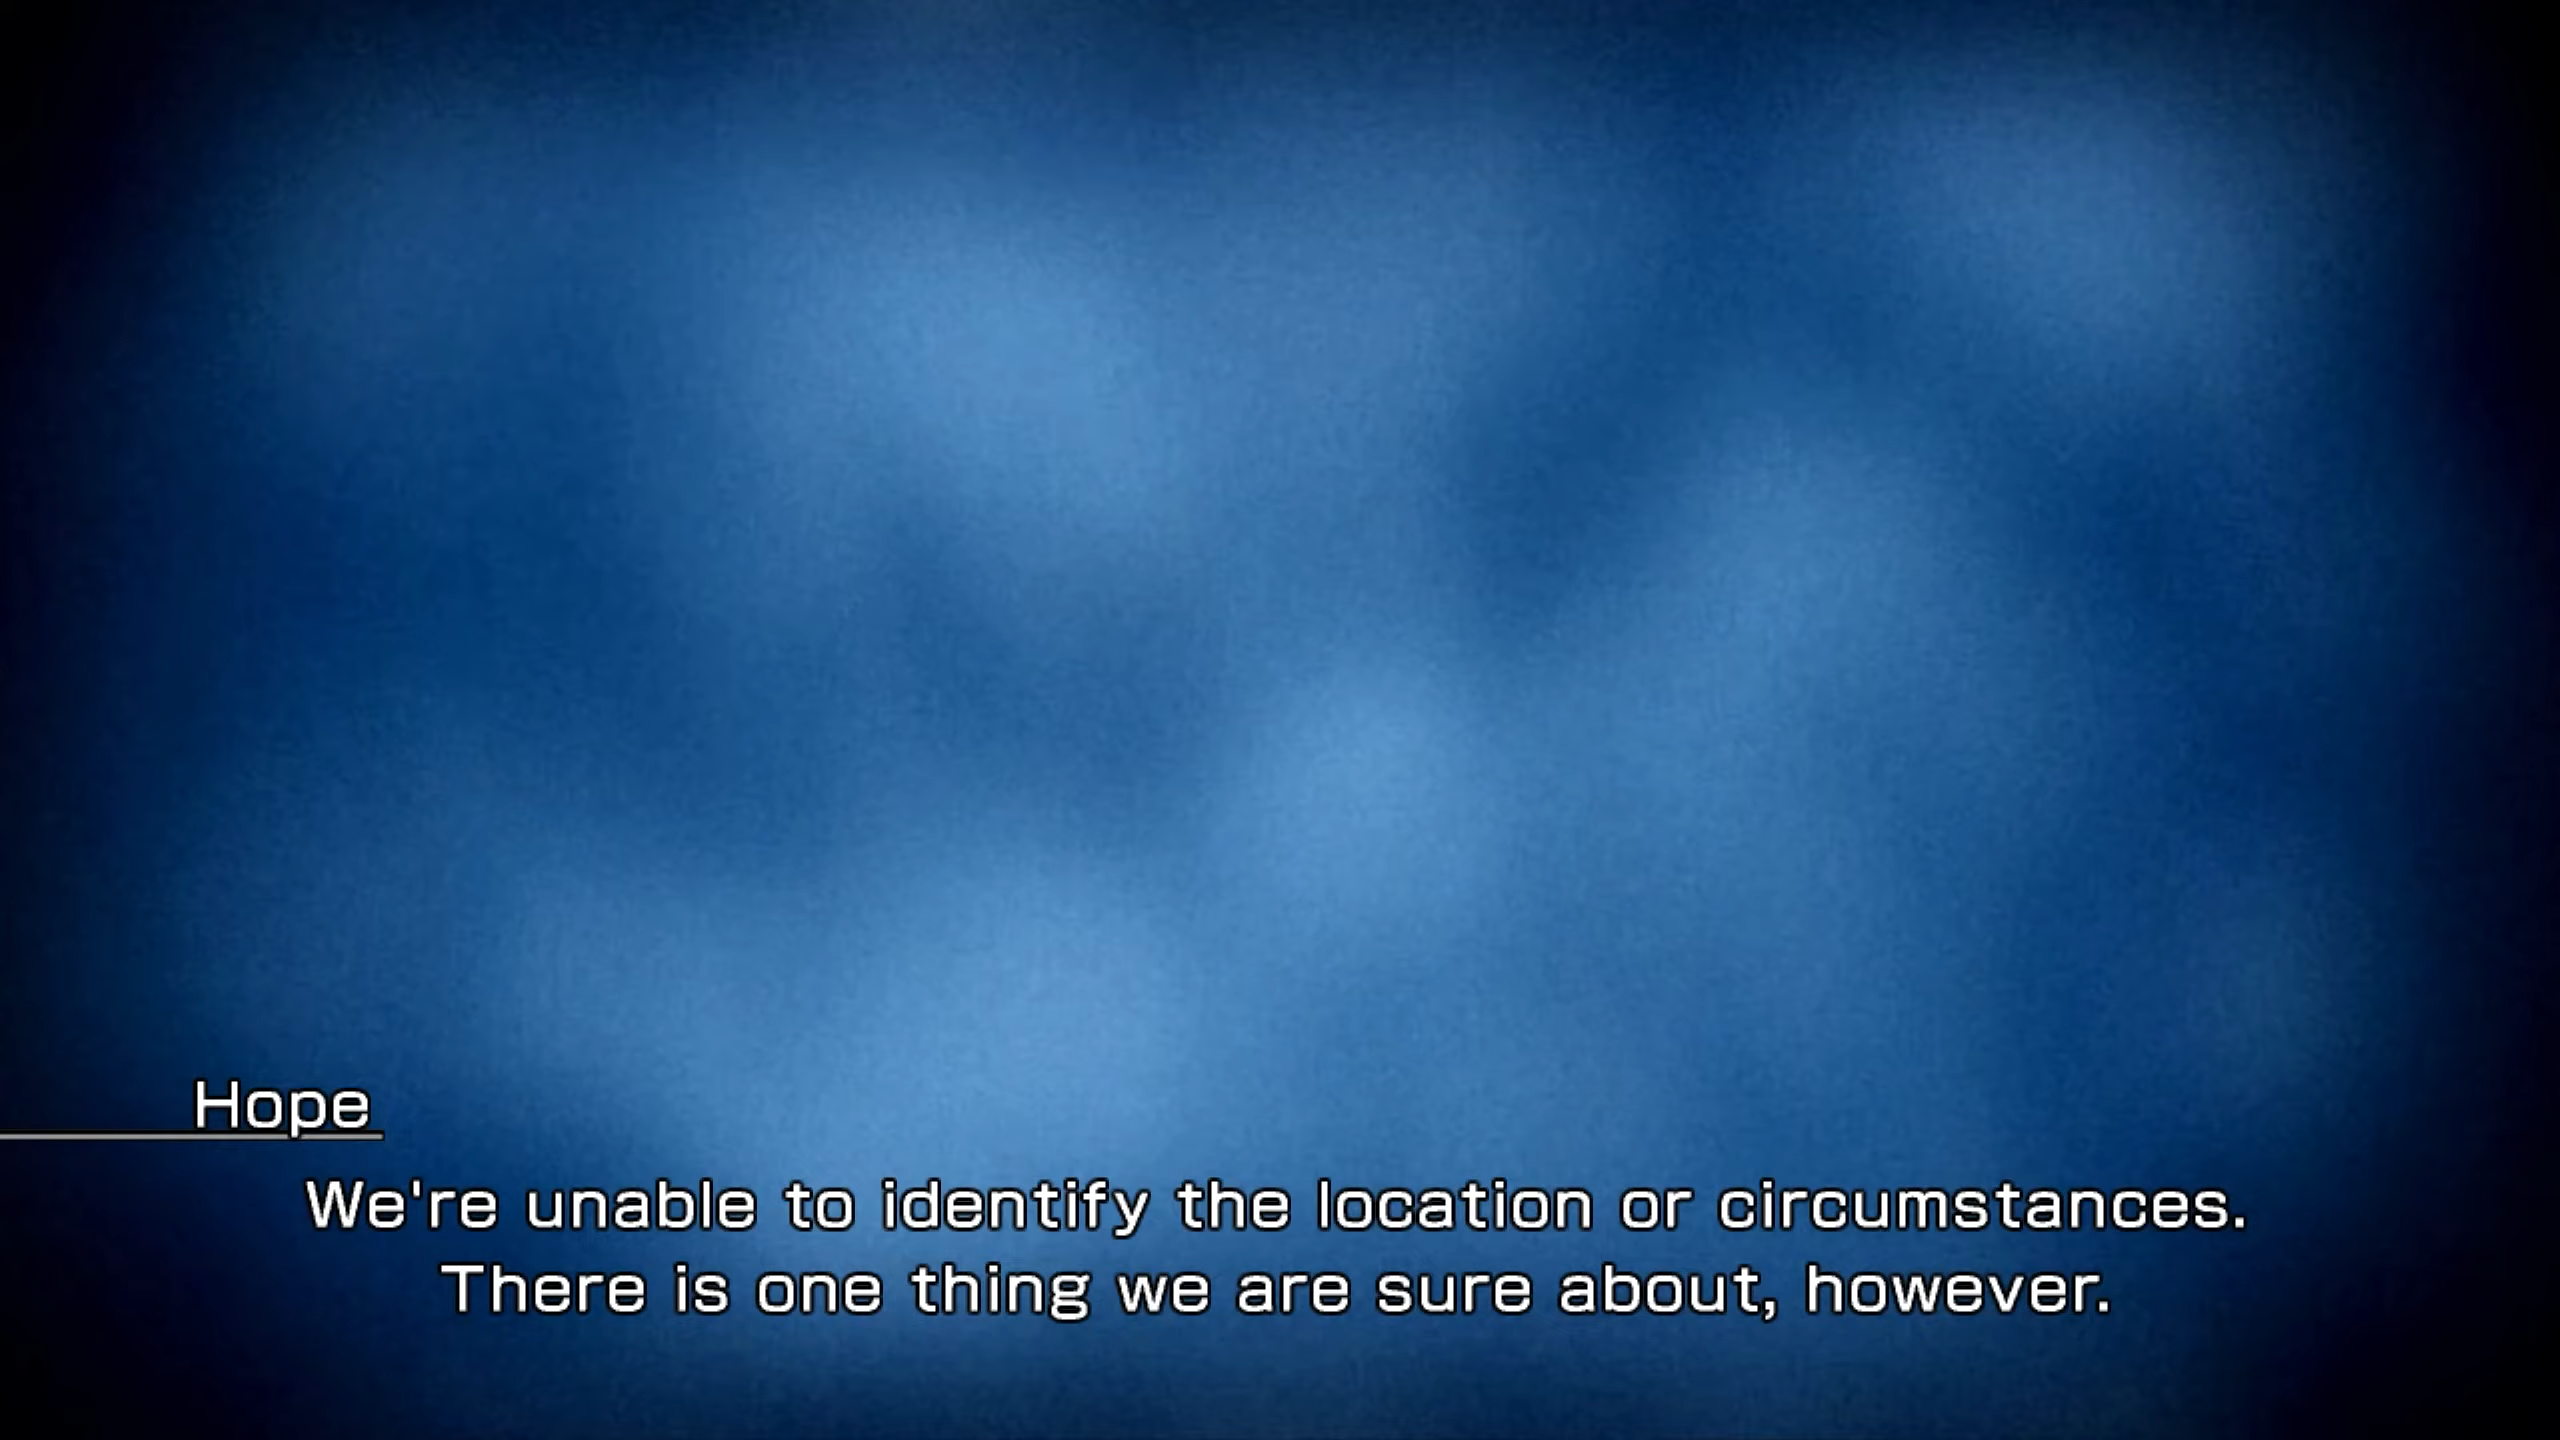 Hope
We're unable to identify the location or circumstances.
There is one thing we are sure about, however.